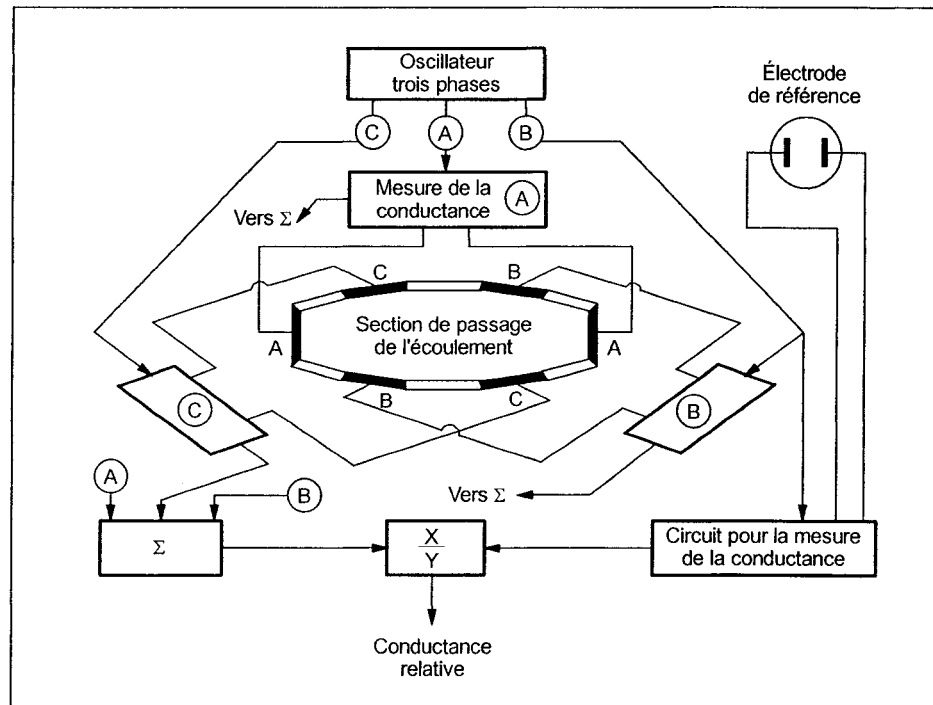 Oscillateur
trois phases
Électrode
de référence
C
A
B
Mesure de la
conductance
A
Vers Σ
C
B
Section de passage
de l'écoulement
A
A
B
C
C
B
A
B
Vers Σ
Σ
X
Y
Circuit pour la mesure
de la conductance
Conductance
relative